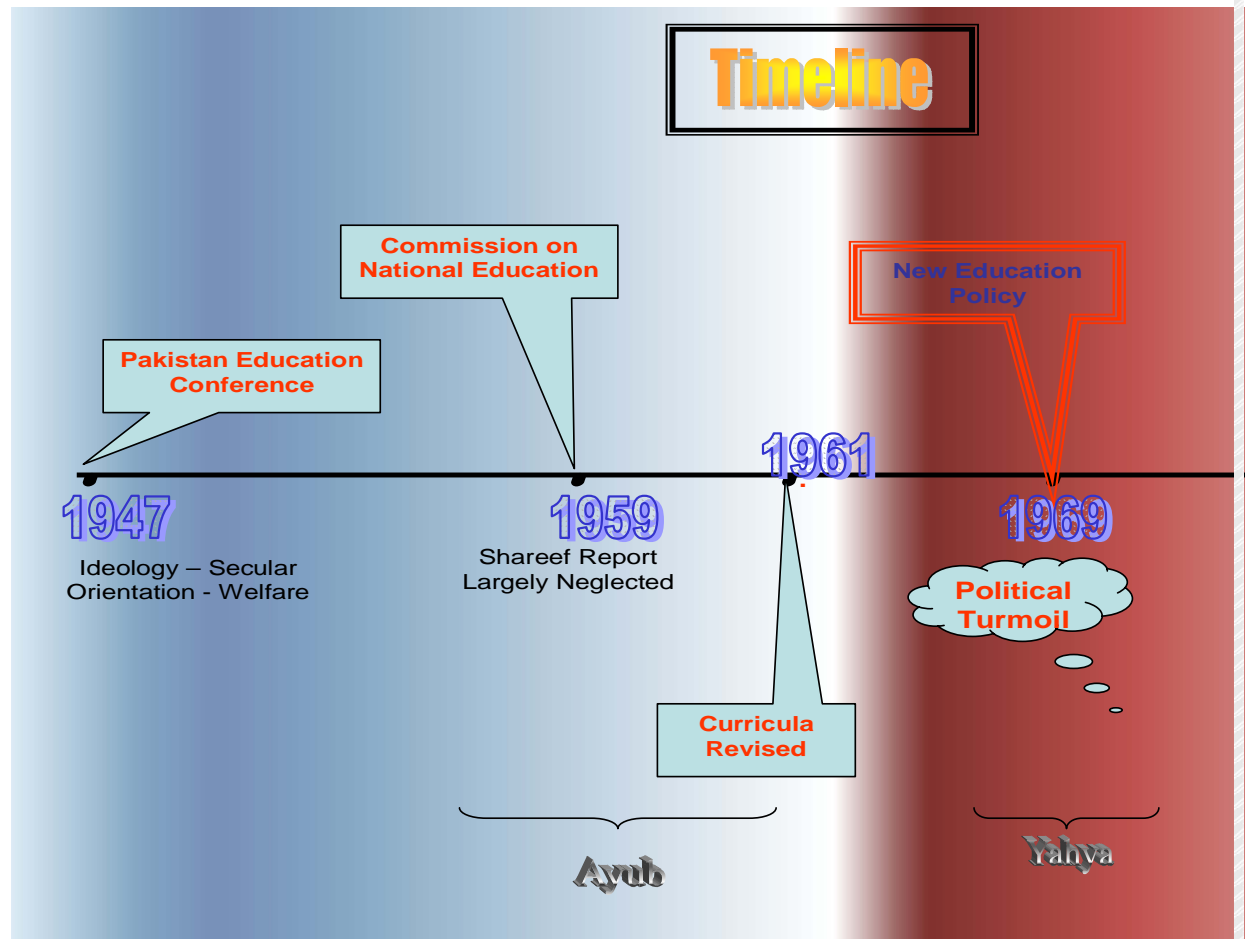 Timeline
Commission on
National Education
New Education
Policy
Pakistan Education
Conference
1961
1947
1959
1969
Ideology – Secular
Orientation - Welfare
Shareef Report
Largely Neglected
Political
Turmoil
Curricula
Revised
Ayub
Yahya